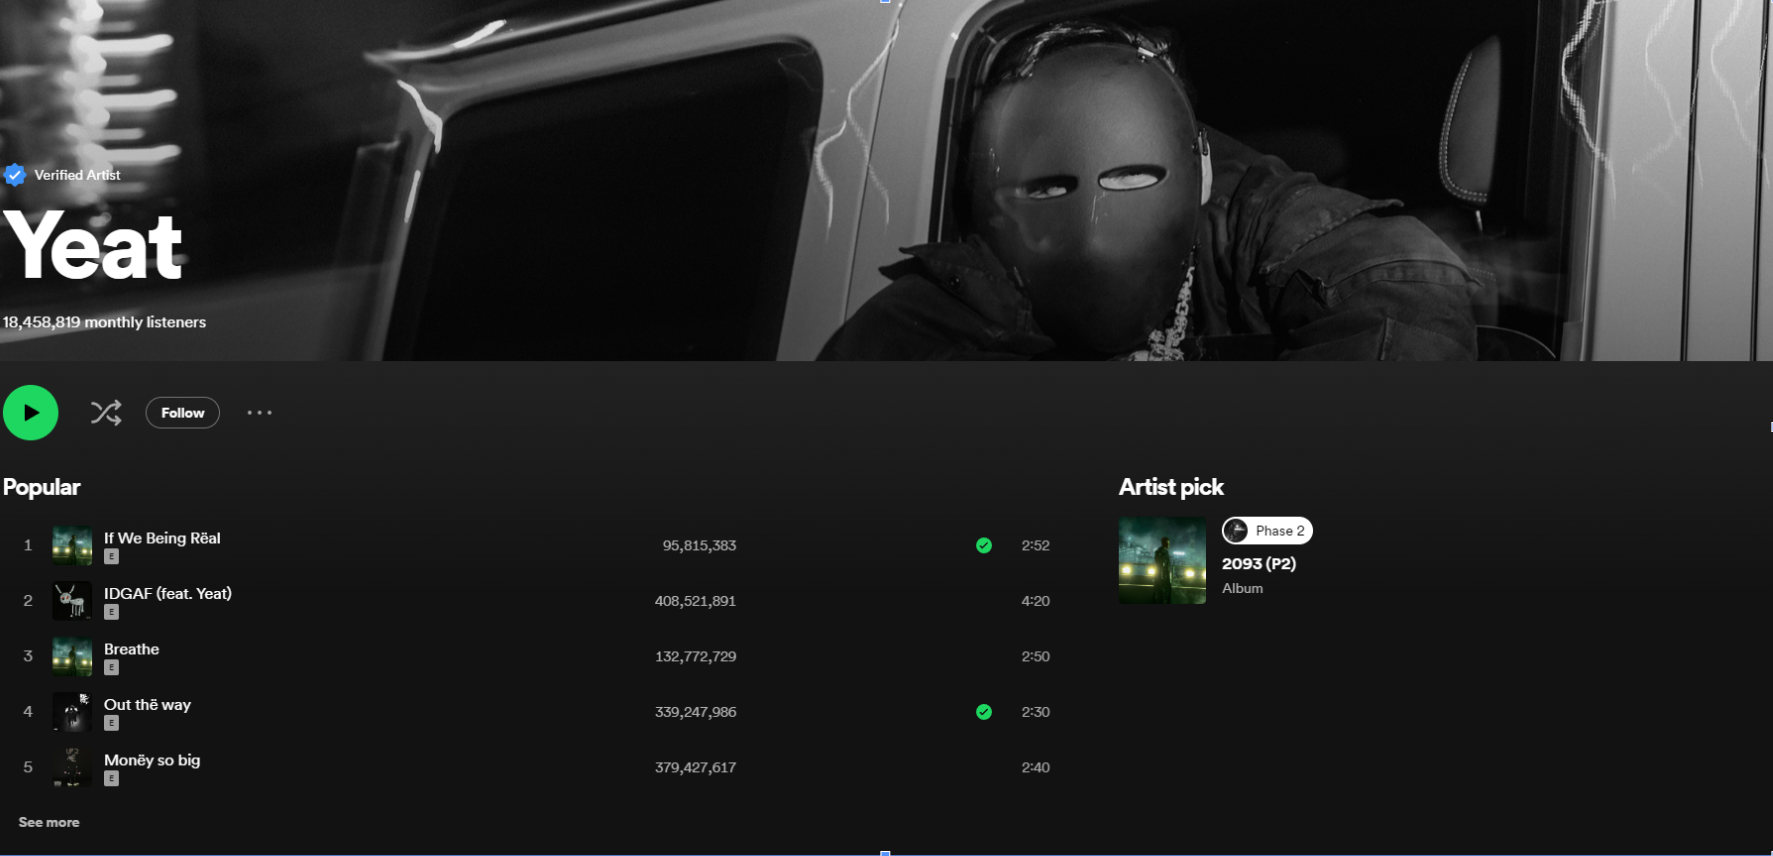 Verified Artist
Yeat
18,458,819 monthly listeners
Follow
Popular
1 If We Being Rëal 95,815,383 2:52
E
2 IDGAF (feat. Yeat) 408,521,891 4:20
E
3 Breathe 132,772,729 2:50
E
4 Out thë way 339,247,986 2:30
E
5 Monëy so big 379,427,617 2:40
E
See more
Artist pick
Phase 2
2093 (P2)
Album